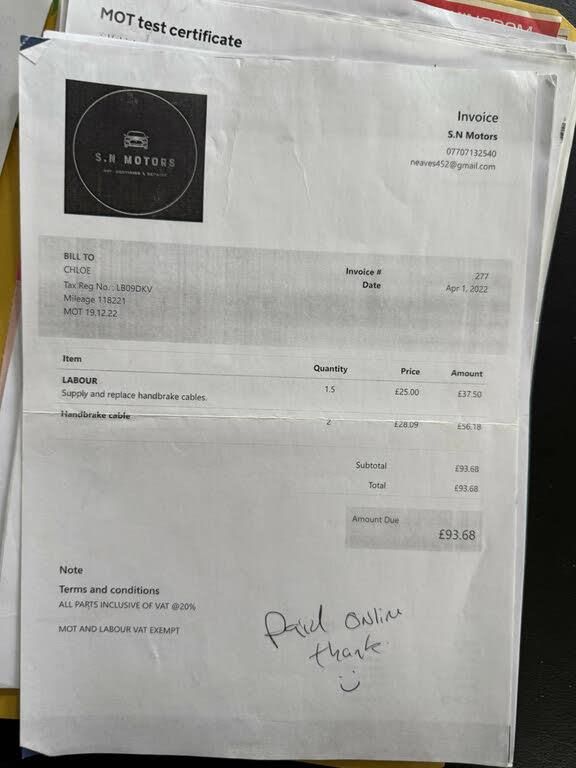 MOT test certificate
Invoice
S.N Motors
07707132540
neaves452@gmail.com
S.N MOTORS
BILL TO
CHLOE
Tax Reg No.: LB09DKV
Mileage 118221
MOT 19.12.22
Invoice # 277
Date Apr 1, 2022
Item Quantity Price Amount
LABOUR 1.5 £25.00 £37.50
Supply and replace handbrake cables.
Handbrake cable 2 £28.09 £56.18
Subtotal £93.68
Total £93.68
Amount Due
£93.68
Note
Terms and conditions
ALL PARTS INCLUSIVE OF VAT @20%
MOT AND LABOUR VAT EXEMPT
Paid online
thank